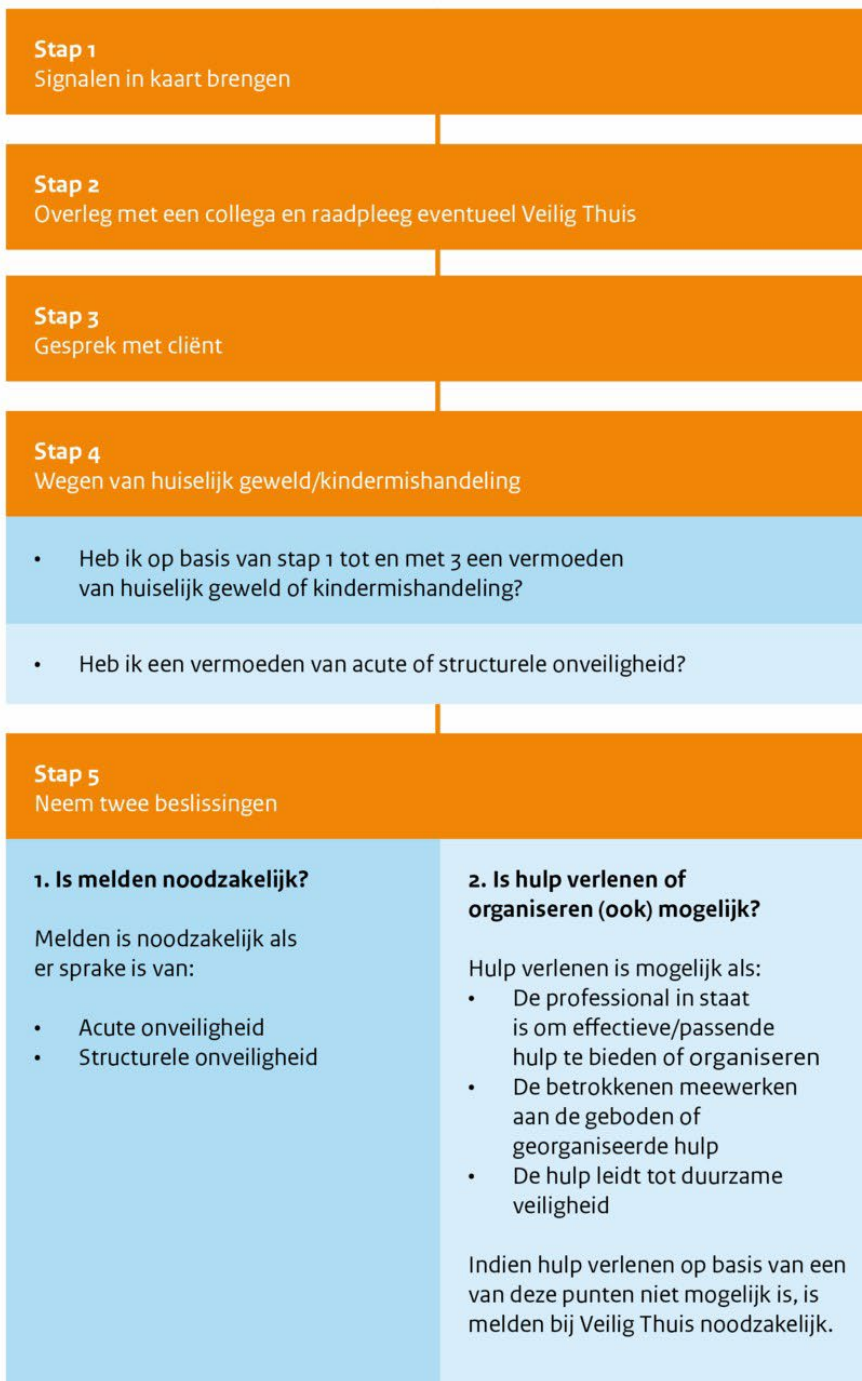 Stap 1
Signalen in kaart brengen
Stap 2
Overleg met een collega en raadpleeg eventueel Veilig Thuis
Stap 3
Gesprek met cliënt
Stap 4
Wegen van huiselijk geweld/kindermishandeling
• Heb ik op basis van stap 1 tot en met 3 een vermoeden
van huiselijk geweld of kindermishandeling?
• Heb ik een vermoeden van acute of structurele onveiligheid?
Stap 5
Neem twee beslissingen
1. Is melden noodzakelijk?
Melden is noodzakelijk als
er sprake is van:
• Acute onveiligheid
• Structurele onveiligheid
2. Is hulp verlenen of
organiseren (ook) mogelijk?
Hulp verlenen is mogelijk als:
• De professional in staat
is om effectieve/passende
hulp te bieden of organiseren
• De betrokkenen meewerken
aan de geboden of
georganiseerde hulp
• De hulp leidt tot duurzame
veiligheid
Indien hulp verlenen op basis van een
van deze punten niet mogelijk is, is
melden bij Veilig Thuis noodzakelijk.